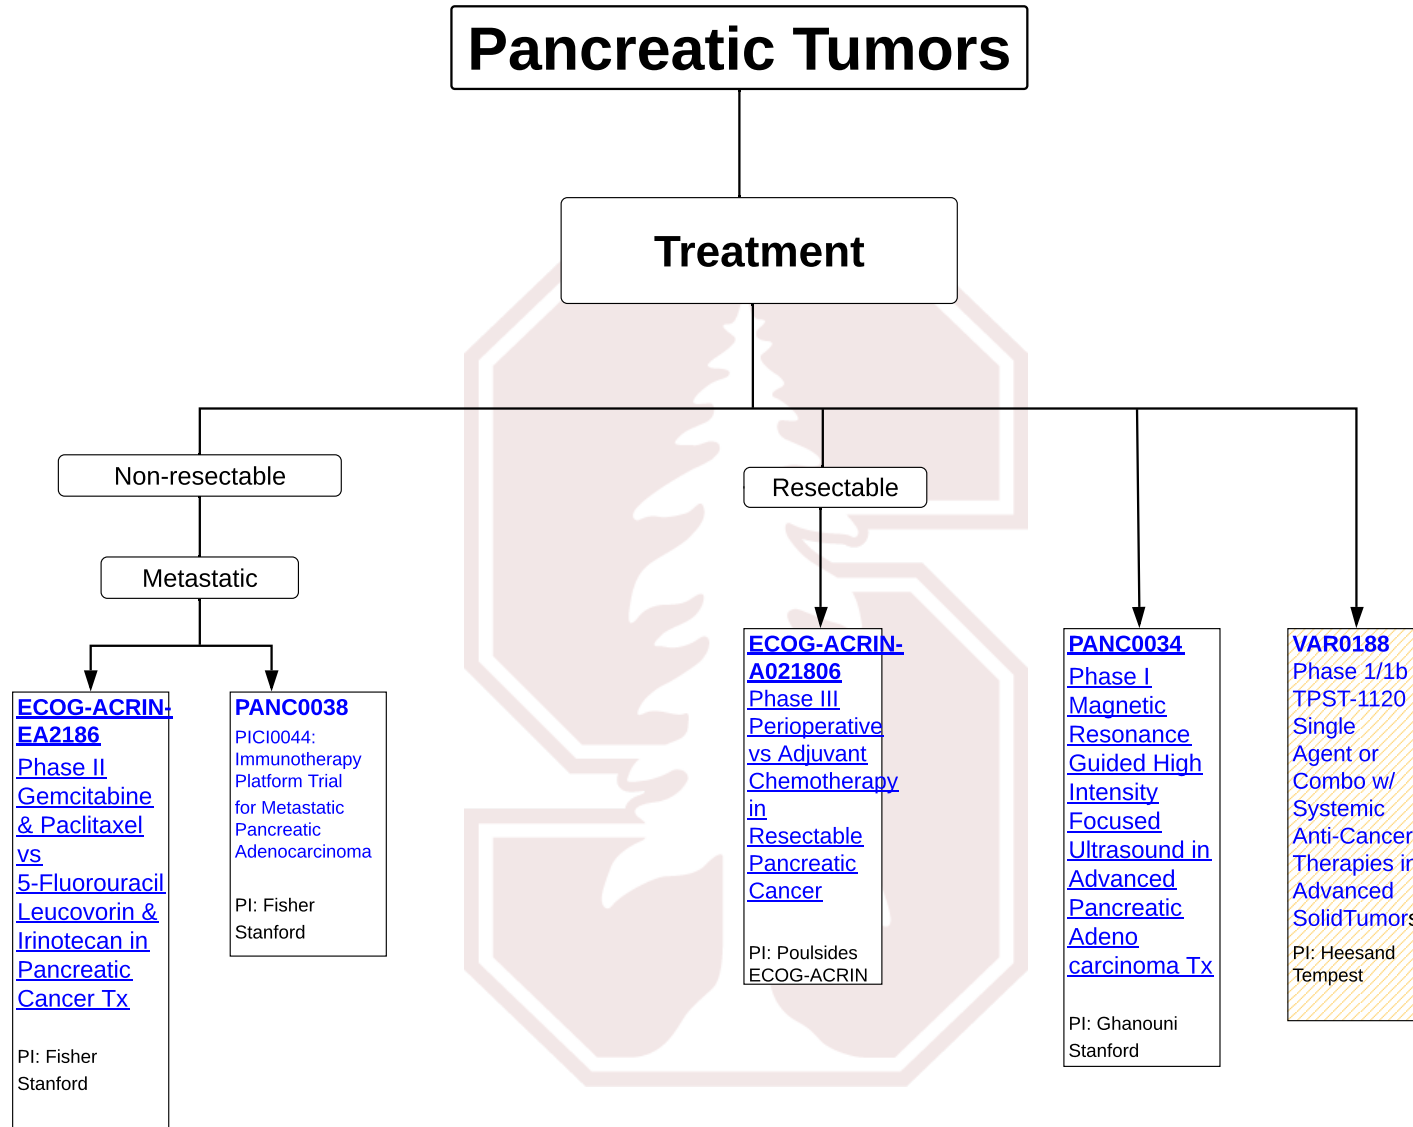 Pancreatic Tumors
Treatment
Non-resectable
Resectable
Metastatic
ECOG-ACRIN-
EA2186
Phase II
Gemcitabine
& Paclitaxel
vs
5-Fluorouracil
Leucovorin &
Irinotecan in
Pancreatic
Cancer Tx
PI: Fisher
Stanford
PANC0038
PICI0044:
Immunotherapy
Platform Trial
for Metastatic
Pancreatic
Adenocarcinoma
PI: Fisher
Stanford
ECOG-ACRIN-
A021806
Phase III
Perioperative
vs Adjuvant
Chemotherapy
in
Resectable
Pancreatic
Cancer
PI: Poulsides
ECOG-ACRIN
PANC0034
Phase I
Magnetic
Resonance
Guided High
Intensity
Focused
Ultrasound in
Advanced
Pancreatic
Adeno
carcinoma Tx
PI: Ghanouni
Stanford
VAR0188
Phase 1/1b
TPST-1120
Single
Agent or
Combo w/
Systemic
Anti-Cancer
Therapies in
Advanced
SolidTumors
PI: Heesand
Tempest